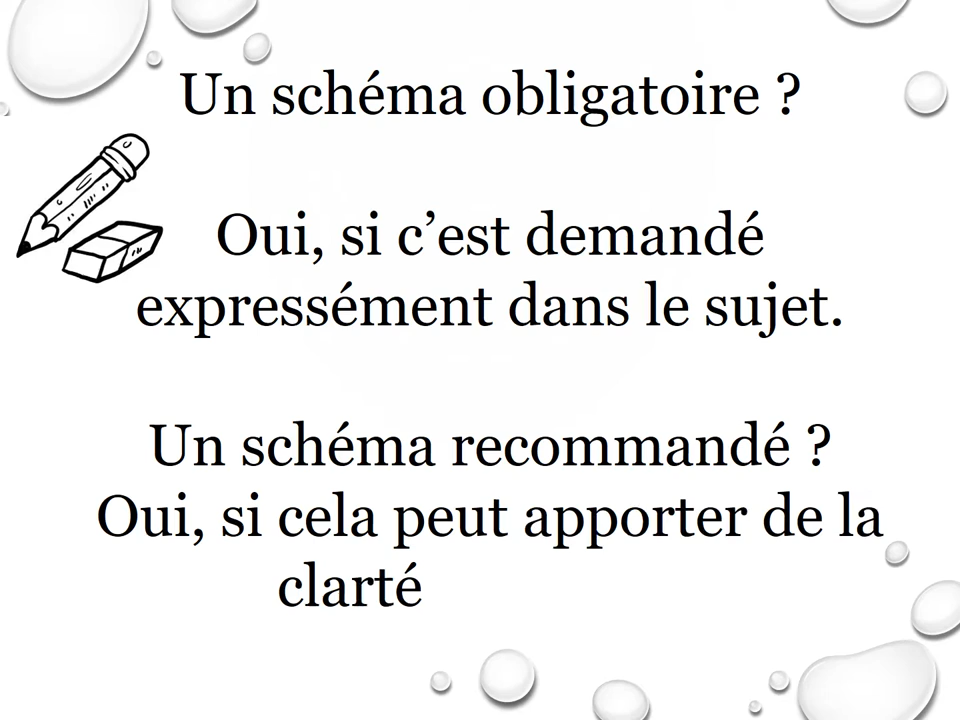 Un schéma obligatoire ?
Oui, si c’est demandé
expressément dans le sujet.
Un schéma recommandé ?
Oui, si cela peut apporter de la
clarté